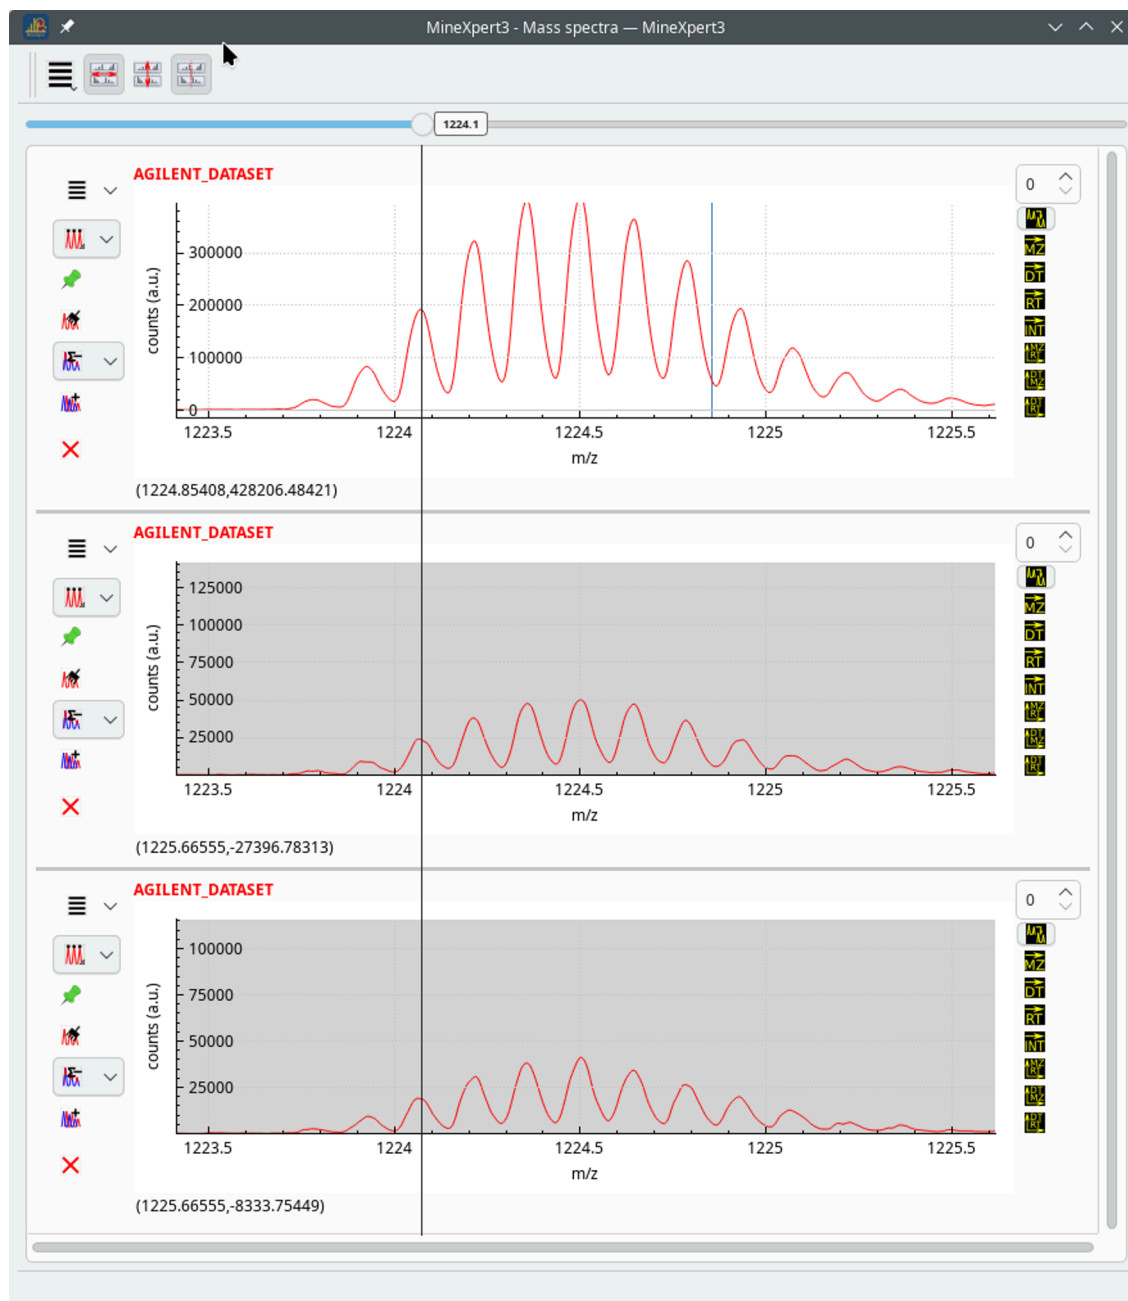 MineXpert3 - Mass spectra — MineXpert3
1224.1
AGILENT_DATASET
0
300000
200000
100000
0
counts (a.u.)
1223.5 1224 1224.5 1225 1225.5
m/z
MZ
DT
RT
INT
(1224.85408,428206.48421)
AGILENT_DATASET
0
125000
100000
75000
50000
25000
counts (a.u.)
1223.5 1224 1224.5 1225 1225.5
m/z
MZ
DT
RT
INT
(1225.66555,-27396.78313)
AGILENT_DATASET
0
100000
75000
50000
25000
counts (a.u.)
1223.5 1224 1224.5 1225 1225.5
m/z
MZ
DT
RT
INT
(1225.66555,-8333.75449)